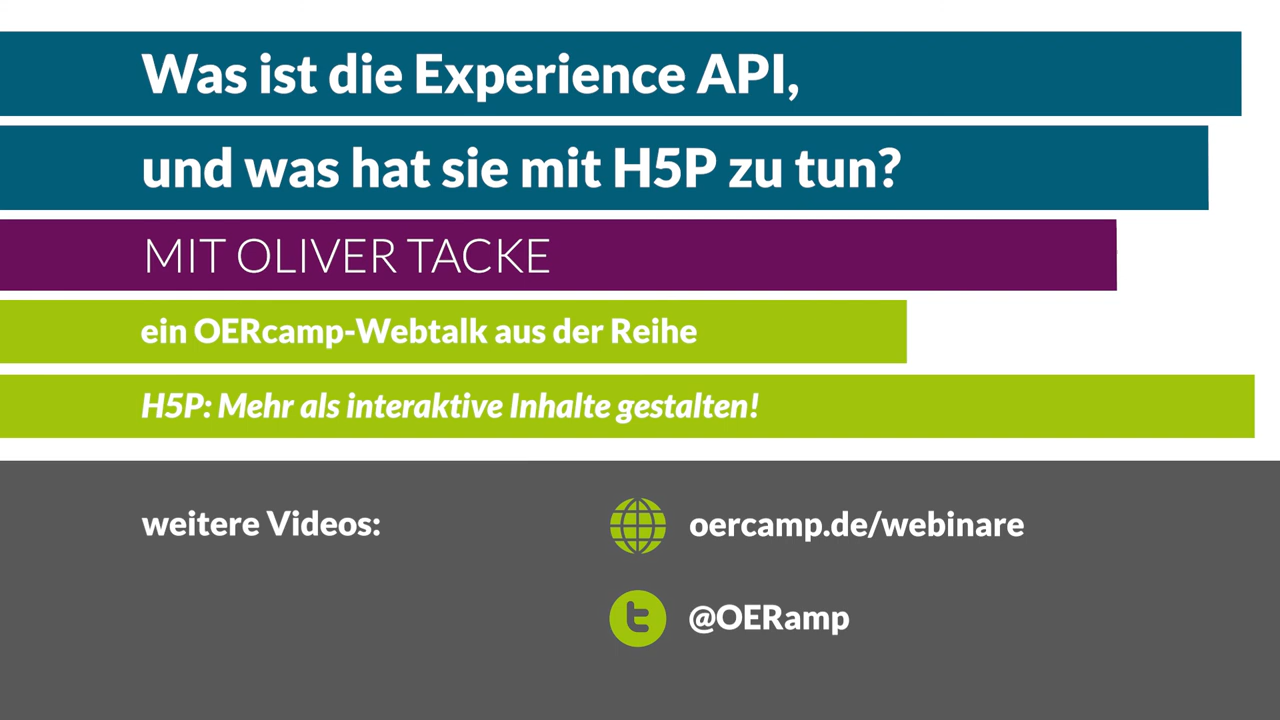 Was ist die Experience API,
und was hat sie mit H5P zu tun?
MIT OLIVER TACKE
ein OERcamp-Webtalk aus der Reihe
H5P: Mehr als interaktive Inhalte gestalten!
weitere Videos:
oercamp.de/webinare
@OERamp